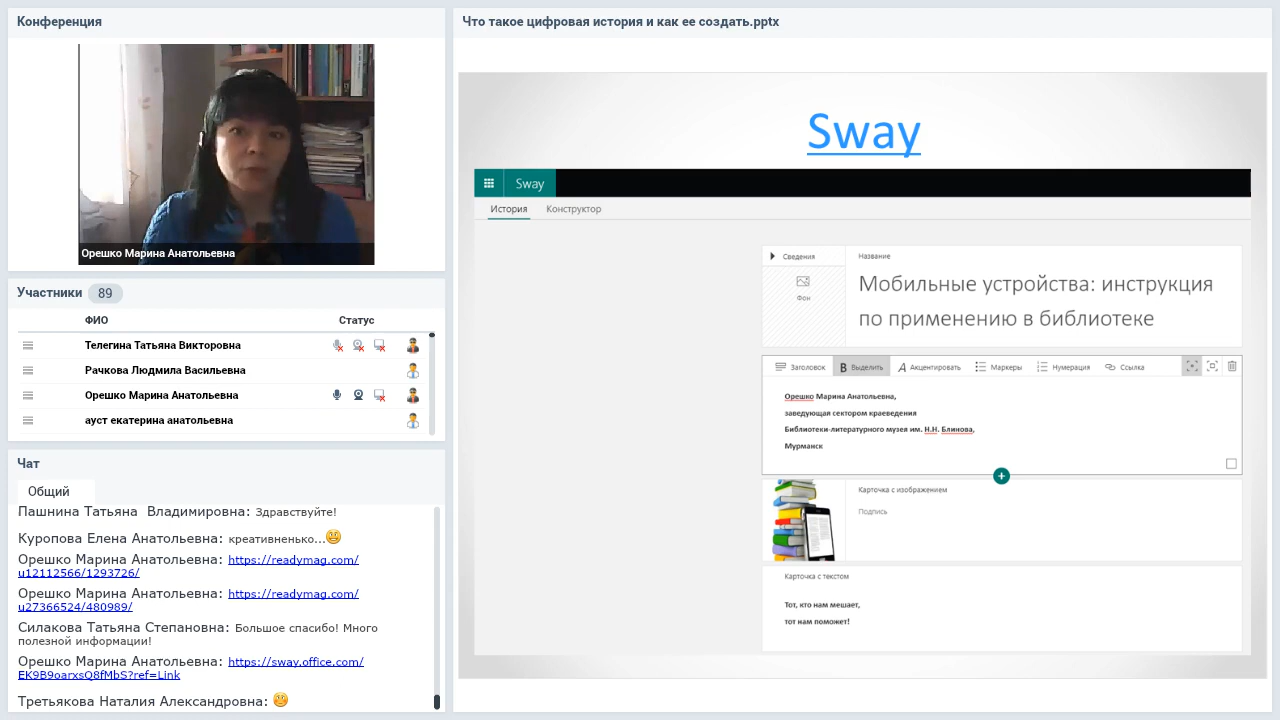 Конференция
Орешко Марина Анатольевна
Участники 89
ФИО Статус
Телегина Татьяна Викторовна
Рачкова Людмила Васильевна
Орешко Марина Анатольевна
ауст екатерина анатольевна
Чат
Общий
Пашнина Татьяна Владимировна: Здравствуйте!
Куропова Елена Анатольевна: креативненько...
Орешко Марина Анатольевна: https://readymag.com/
u12112566/1293726/
Орешко Марина Анатольевна: https://readymag.com/
u27366524/480989/
Силакова Татьяна Степановна: Большое спасибо! Много
полезной информации!
Орешко Марина Анатольевна: https://sway.office.com/
EK9B9oarxsQ8fMbS?ref=Link
Третьякова Наталия Александровна:
Что такое цифровая история и как ее создать.pptx
Sway
Sway
История Конструктор
Сведения
Фон
Название
Мобильные устройства: инструкция
по применению в библиотеке
Заголовок B Выделить A Акцентировать Маркеры Нумерация Ссылка
Орешко Марина Анатольевна,
заведующая сектором краеведения
Библиотеки-литературного музея им. Н.Н. Блинова,
Мурманск
Карточка с изображением
Подпись
Карточка с текстом
Тот, кто нам мешает,
тот нам поможет!